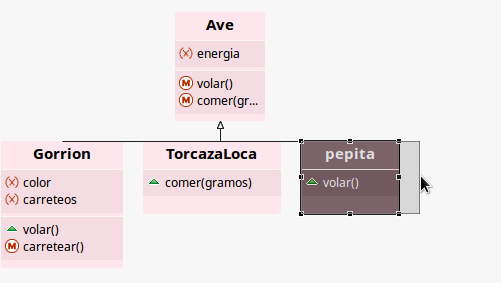 Ave
(x) energia
M volar()
M comer(gr...
Gorrion
(x) color
(x) carreteos
volar()
M carretear()
TorcazaLoca
comer(gramos)
pepita
volar()